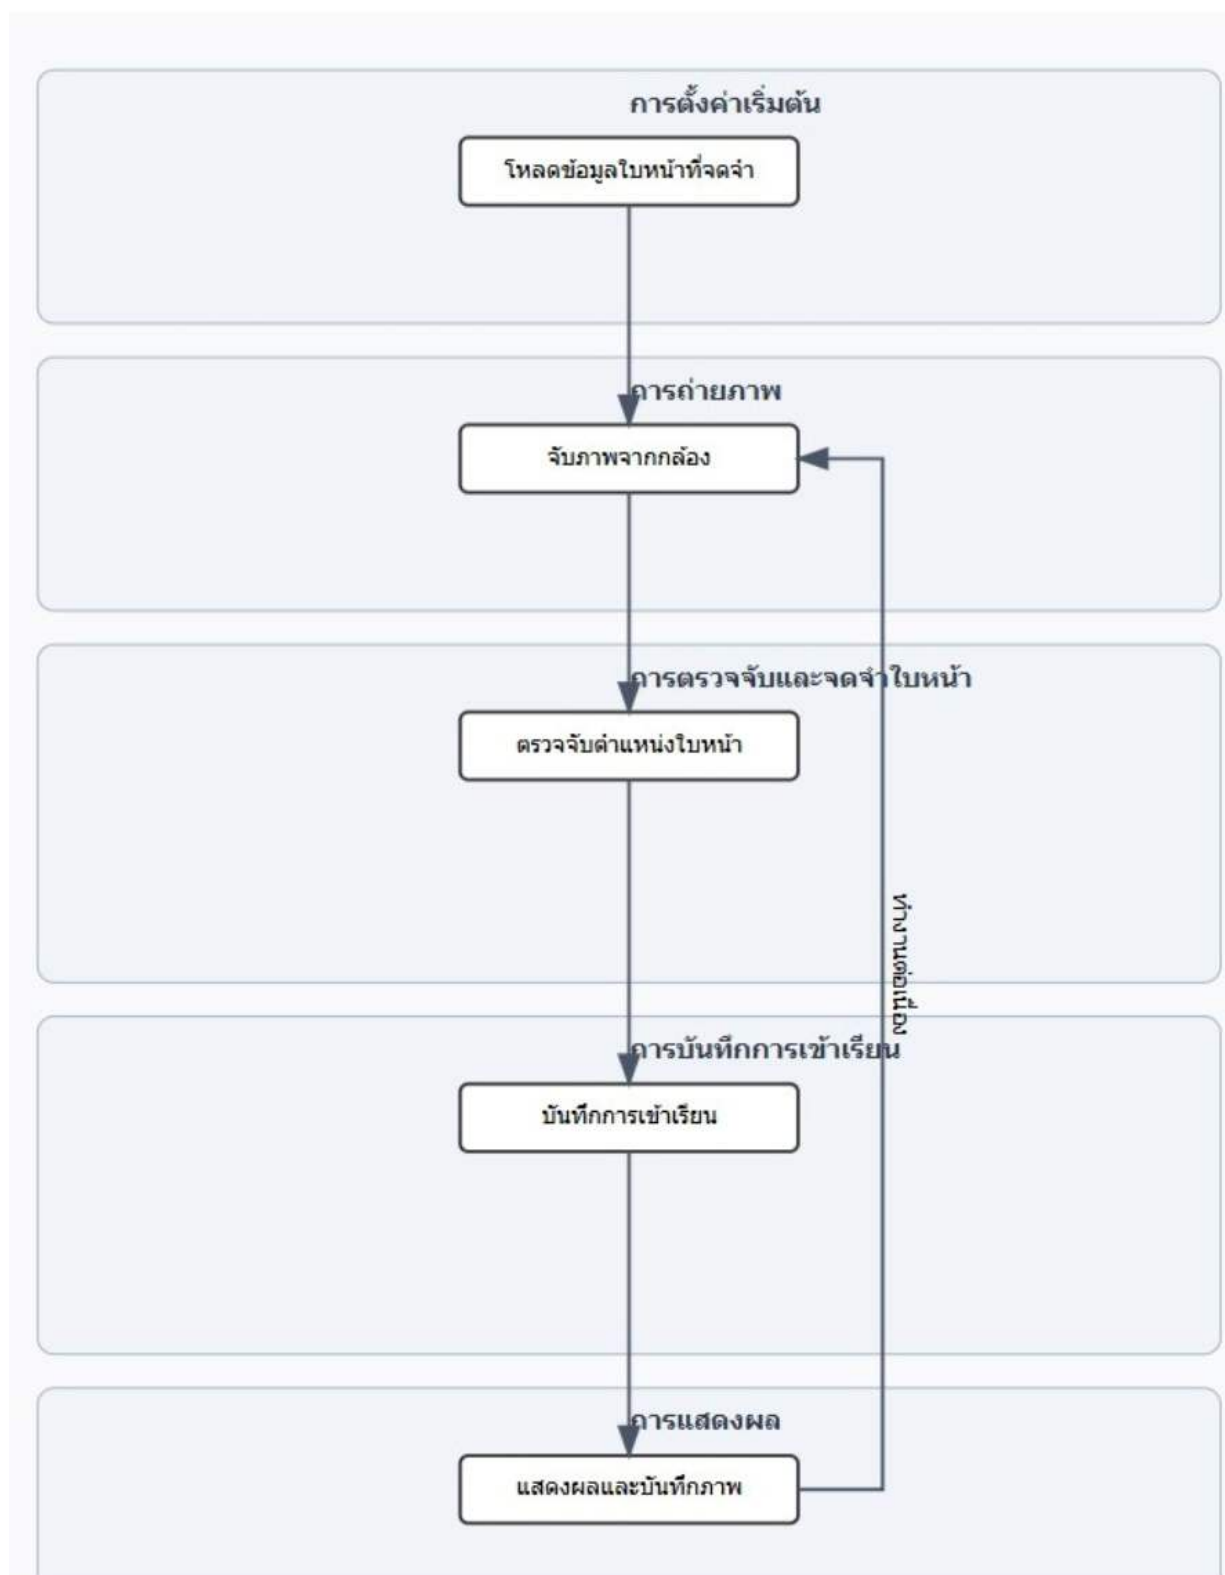 การตั้งค่าเริ่มต้น
โหลดข้อมูลใบหน้าที่จดจำ
การถ่ายภาพ
จับภาพจากกล้อง
การตรวจจับและจดจำใบหน้า
ตรวจจับตำแหน่งใบหน้า
ทำงานต่อเนื่อง
การบันทึกการเข้าเรียน
บันทึกการเข้าเรียน
การแสดงผล
แสดงผลและบันทึกภาพ